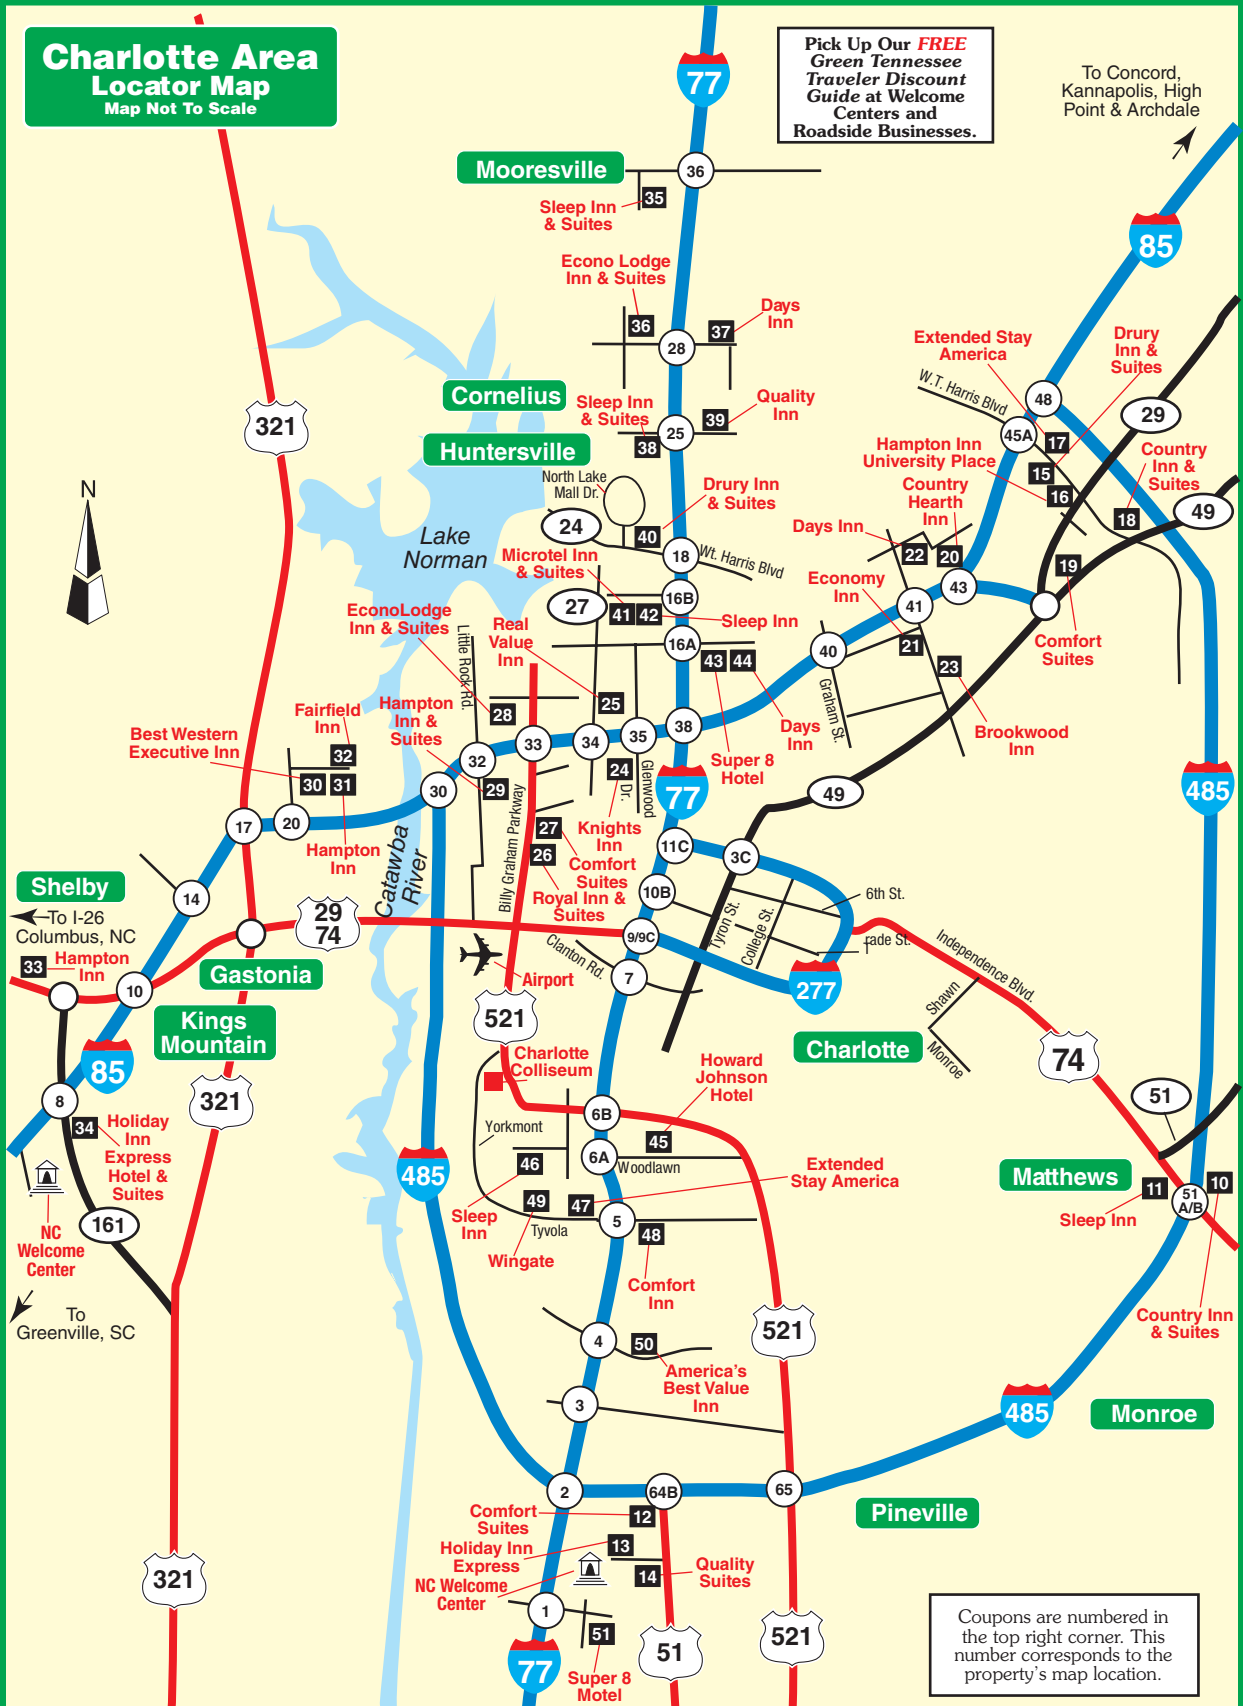 Charlotte Area
Locator Map
Map Not To Scale
77
Pick Up Our FREE
Green Tennessee
Traveler Discount
Guide at Welcome
Centers and
Roadside Businesses.
To Concord,
Kannapolis, High
Point & Archdale
Mooresville
36
35
Sleep Inn
& Suites
85
Econo Lodge
Inn & Suites
36
37
Days
Inn
28
Extended Stay
America
Drury
Inn &
Suites
W.T. Harris Blvd
48
29
Cornelius
Sleep Inn
& Suites
38
25
39
Quality
Inn
321
Huntersville
45A
17
15
16
Hampton Inn
University Place
Country
Inn &
Suites
18
49
North Lake
Mall Dr.
Drury Inn
& Suites
40
24
Country
Hearth
Inn
Days Inn
22
20
N
Lake
Norman
18
Wt. Harris Blvd
Microtel Inn
& Suites
16B
27
41
42
Sleep Inn
Economy
Inn
43
41
19
Comfort
Suites
EconoLodge
Inn & Suites
Little Rock Rd.
Real
Value
Inn
16A
43
44
40
21
23
Graham St.
Brookwood
Inn
Hampton
Inn &
Suites
28
25
Fairfield
Inn
32
Best Western
Executive Inn
30
31
Hampton
Inn
33
34
35
38
Days
Inn
Super 8
Hotel
32
29
30
24
Glenwood
Dr.
Knights
Inn
77
49
485
17
20
Catawba
River
Billy Graham Parkway
27
Comfort
Suites
26
Royal Inn &
Suites
11C
3C
10B
6th St.
Tyron St.
College St.
Trade St.
Shelby
14
To I-26
Columbus, NC
29
74
9/9C
Clanton Rd.
7
277
Independence Blvd.
Shawn
Monroe
33
Hampton
Inn
Gastonia
10
Airport
Kings
Mountain
521
Charlotte
74
85
321
Charlotte
Colliseum
Howard
Johnson
Hotel
51
8
34
Holiday
Inn
Express
Hotel &
Suites
6B
Yorkmont
45
6A
Woodlawn
46
485
Extended
Stay America
Matthews
11
Sleep Inn
51
A/B
10
NC
Welcome
Center
161
Sleep
Inn
49
47
Tyvola
5
48
Wingate
Comfort
Inn
To
Greenville, SC
Country Inn
& Suites
4
50
America's
Best Value
Inn
521
3
485
Monroe
2
64B
65
Pineville
Comfort
Suites
12
Holiday Inn
Express
13
NC Welcome
Center
14
Quality
Suites
321
1
51
Super 8
Motel
77
51
521
Coupons are numbered in
the top right corner. This
number corresponds to the
property's map location.